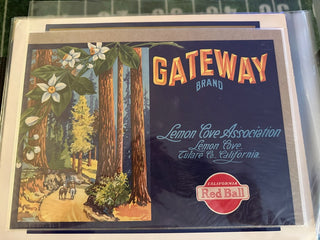 GATEWAY
BRAND
Lemon Cove Association
Lemon Cove,
Tulare Co. California.
CALIFORNIA
Red Ball